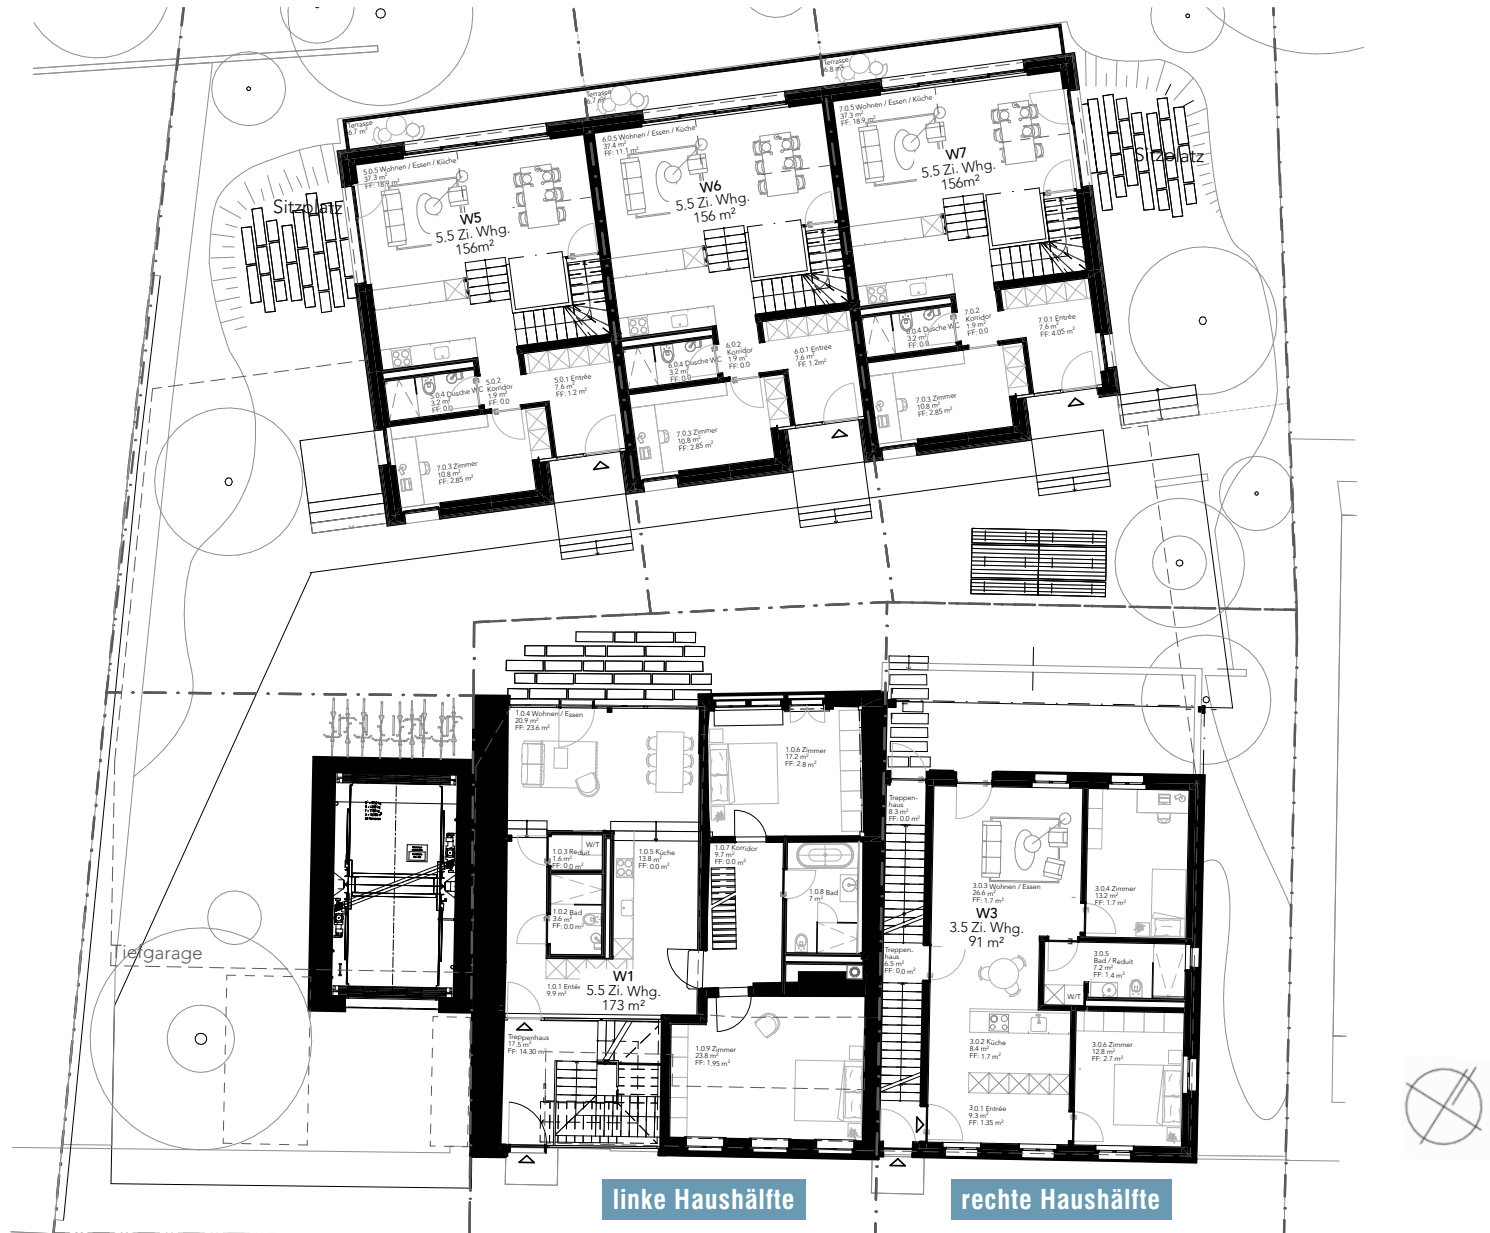 Terrasse
6.8 m²
Terrasse
6.7 m²
Terrasse
6.7 m²
7.0.5 Wohnen / Essen / Küche
37.3 m²
FF: 18.9 m²
6.0.5 Wohnen / Essen / Küche
37.4 m²
FF: 11.1 m²
5.0.5 Wohnen / Essen / Küche
37.3 m²
FF: 18.9 m²
Sitzplatz
Sitzplatz
W7
5.5 Zi. Whg.
156m²
W6
5.5 Zi. Whg.
156 m²
W5
5.5 Zi. Whg.
156m²
7.0.2
Korridor
1.9 m²
FF: 0.0
7.0.1 Entrée
7.6 m²
FF: 4.05 m²
5.0.4 Dusche WC
3.2 m²
FF: 0.0
6.0.2
Korridor
1.9 m²
FF: 0.0
6.0.1 Entrée
7.6 m²
FF: 1.2m²
6.0.4 Dusche WC
3.2 m²
FF: 0.0
5.0.2
Korridor
1.9 m²
FF: 0.0
5.0.1 Entrée
7.6 m²
FF: 1.2 m²
5.0.4 Dusche WC
3.2 m²
FF: 0.0
7.0.3 Zimmer
10.8 m²
FF: 2.85 m²
7.0.3 Zimmer
10.8 m²
FF: 2.85 m²
7.0.3 Zimmer
10.8 m²
FF: 2.85 m²
1.0.4 Wohnen / Essen
20.9 m²
FF: 23.6 m²
1.0.6 Zimmer
17.2 m²
FF: 2.8 m²
Treppen-
haus
8.3 m²
FF: 0.0 m²
1.0.3 Reduit
1.6 m²
FF: 0.0 m²
W/T
1.0.5 Küche
13.8 m²
FF: 0.0 m²
1.0.7 Korridor
9.7 m²
FF: 0.0 m²
1.0.8 Bad
7 m²
1.0.2 Bad
3.6 m²
FF: 0.0 m²
3.0.3 Wohnen / Essen
26.6 m²
FF: 1.7 m²
3.0.4 Zimmer
13.2 m²
FF: 1.7 m²
W3
3.5 Zi. Whg.
91 m²
Tiefgarage
Treppen-
haus
6.5 m²
FF: 0.0 m²
3.0.5
Bad / Reduit
7.2 m²
FF: 1.4 m²
W/T
1.0.1 Entrée
9.9 m²
W1
5.5 Zi. Whg.
173 m²
Treppenhaus
17.5 m²
FF: 14.30 m²
1.0.9 Zimmer
23.8 m²
FF: 1.95 m²
3.0.2 Küche
8.4 m²
FF: 1.7 m²
3.0.6 Zimmer
12.8 m²
FF: 2.7 m²
3.0.1 Entrée
9.3 m²
FF: 1.35 m²
linke Haushälfte
rechte Haushälfte